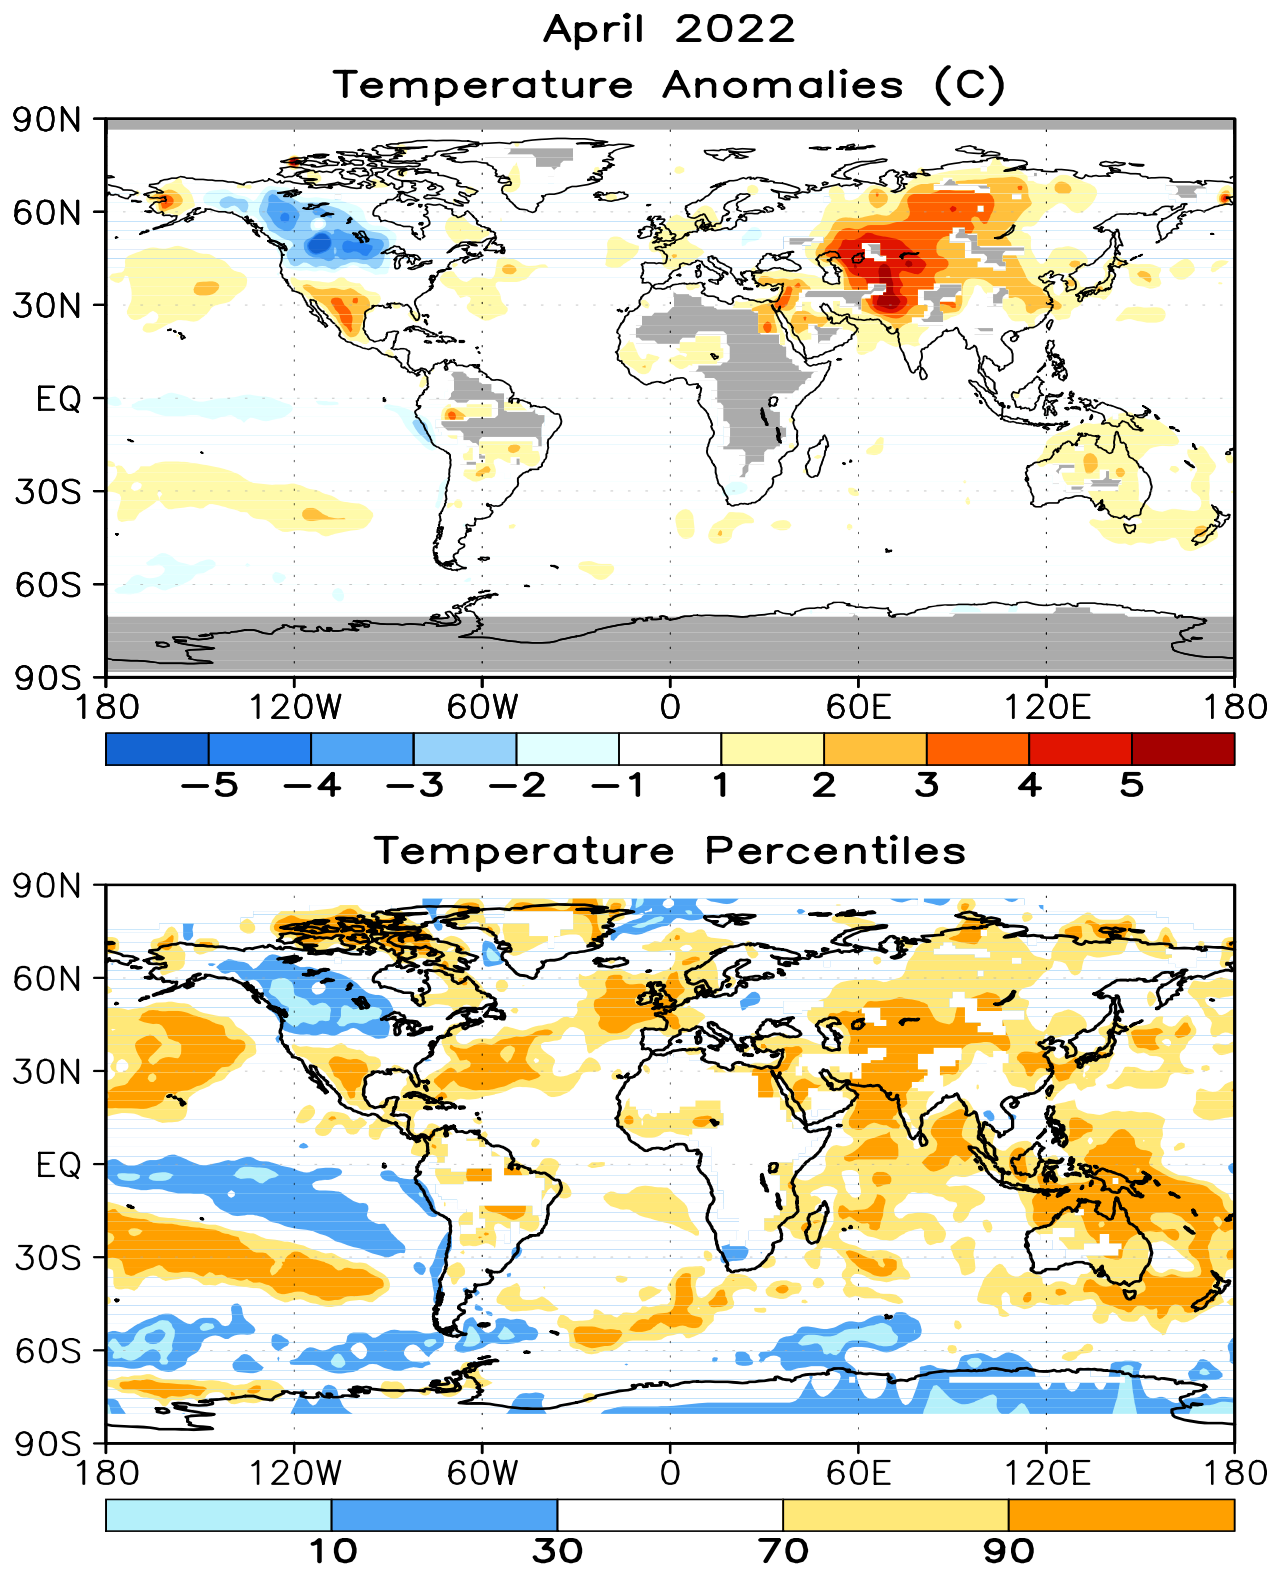 April 2022
Temperature Anomalies (C)
90N
60N
30N
EQ
30S
60S
90S
180 120W 60W 0 60E 120E 180
−5 −4 −3 −2 −1 1 2 3 4 5
Temperature Percentiles
90N
60N
30N
EQ
30S
60S
90S
180 120W 60W 0 60E 120E 180
10 30 70 90